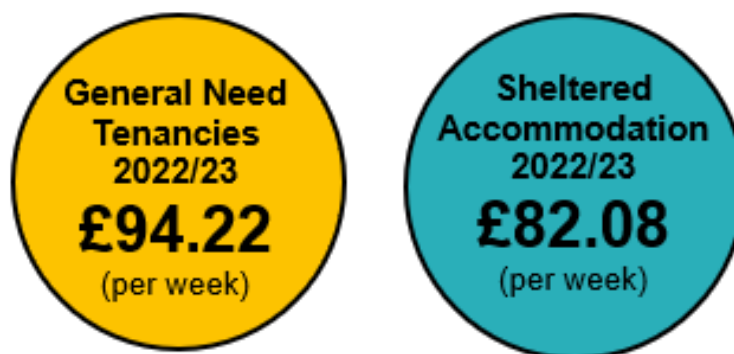 General Need
Tenancies
2022/23
£94.22
(per week)
Sheltered
Accommodation
2022/23
£82.08
(per week)